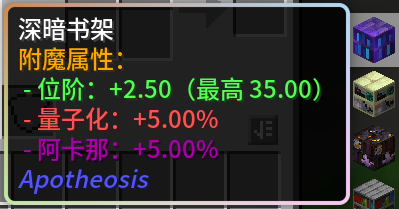 深暗书架
附魔属性：
- 位阶：+2.50（最高 35.00）
- 量子化：+5.00%
- 阿卡那：+5.00%
Apotheosis